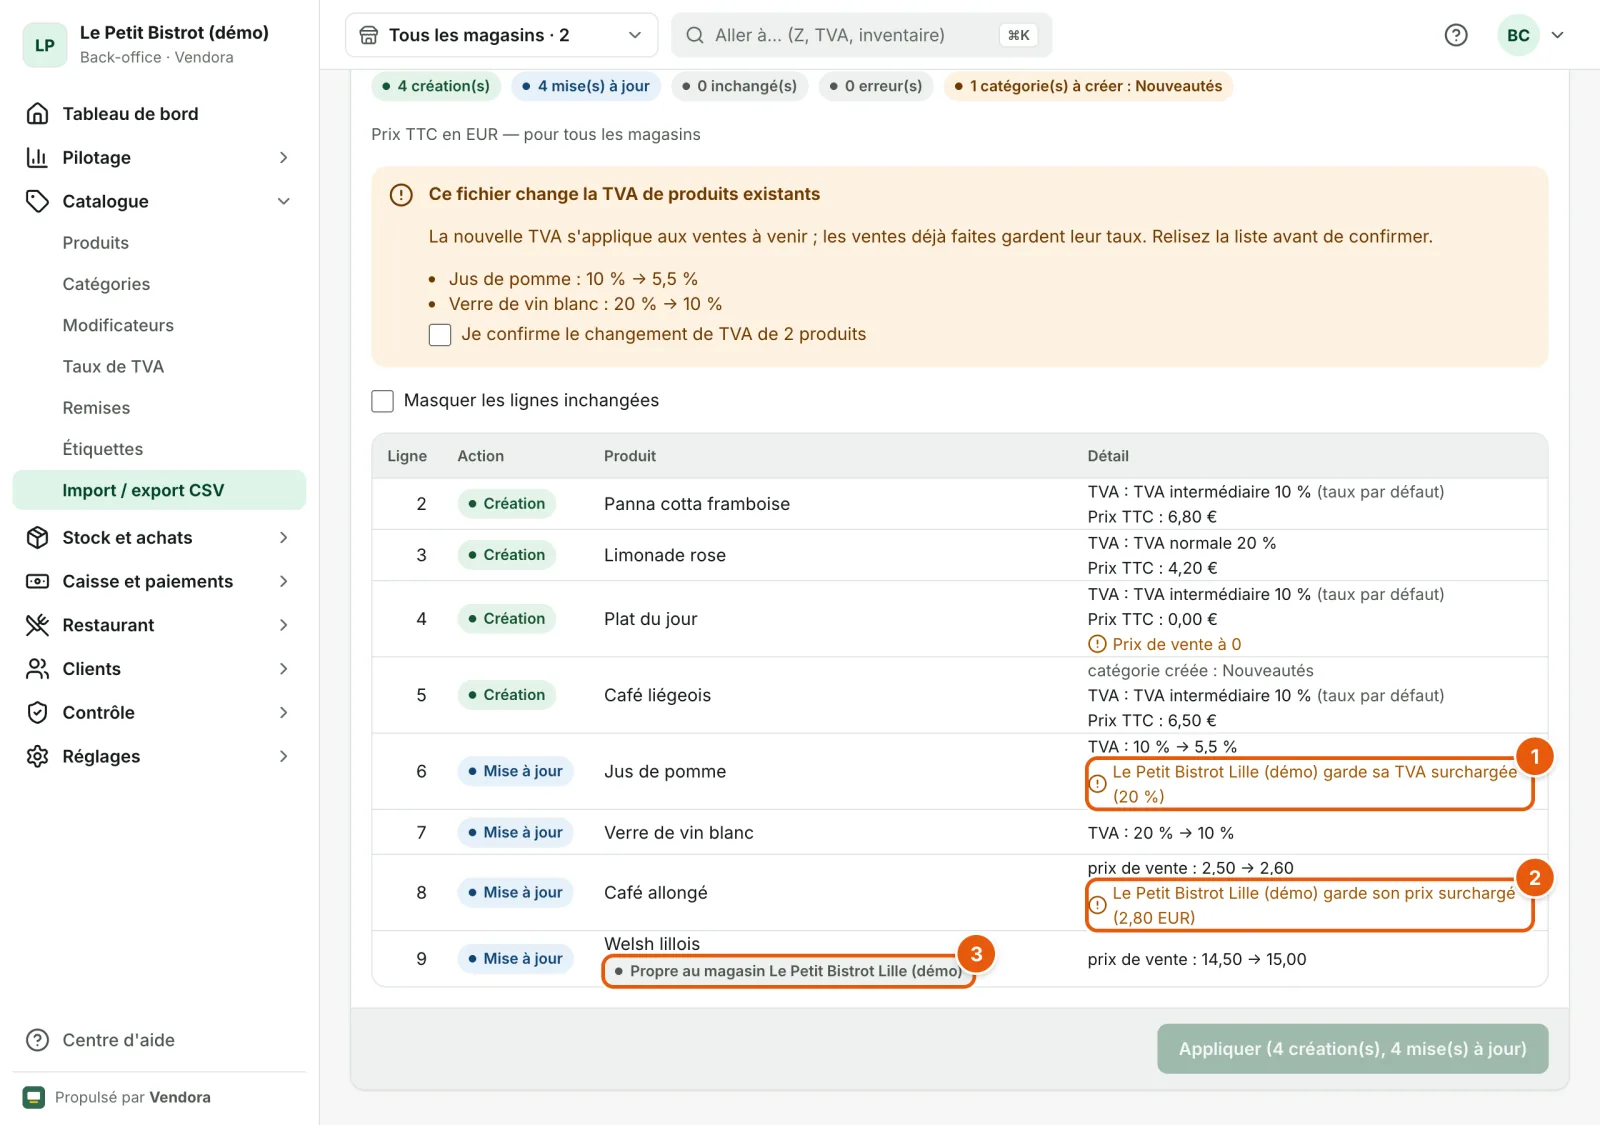 LP
Le Petit Bistrot (démo)
Back-office · Vendora
Tous les magasins · 2
Aller à... (Z, TVA, inventaire)
⌘K
BC
Tableau de bord
Pilotage
Catalogue
Produits
Catégories
Modificateurs
Taux de TVA
Remises
Étiquettes
Import / export CSV
Stock et achats
Caisse et paiements
Restaurant
Clients
Contrôle
Réglages
Centre d'aide
Propulsé par Vendora
4 création(s)
4 mise(s) à jour
0 inchangé(s)
0 erreur(s)
1 catégorie(s) à créer : Nouveautés
Prix TTC en EUR — pour tous les magasins
Ce fichier change la TVA de produits existants
La nouvelle TVA s'applique aux ventes à venir ; les ventes déjà faites gardent leur taux. Relisez la liste avant de confirmer.
• Jus de pomme : 10 % → 5,5 %
• Verre de vin blanc : 20 % → 10 %
Je confirme le changement de TVA de 2 produits
Masquer les lignes inchangées
Ligne Action Produit Détail
2 Création Panna cotta framboise
TVA : TVA intermédiaire 10 % (taux par défaut)
Prix TTC : 6,80 €
3 Création Limonade rose
TVA : TVA normale 20 %
Prix TTC : 4,20 €
4 Création Plat du jour
TVA : TVA intermédiaire 10 % (taux par défaut)
Prix TTC : 0,00 €
Prix de vente à 0
5 Création Café liégeois
catégorie créée : Nouveautés
TVA : TVA intermédiaire 10 % (taux par défaut)
Prix TTC : 6,50 €
6 Mise à jour Jus de pomme
TVA : 10 % → 5,5 %
Le Petit Bistrot Lille (démo) garde sa TVA surchargée
(20 %)
1
7 Mise à jour Verre de vin blanc
TVA : 20 % → 10 %
8 Mise à jour Café allongé
prix de vente : 2,50 → 2,60
Le Petit Bistrot Lille (démo) garde son prix surchargé
(2,80 EUR)
2
9 Mise à jour Welsh lillois
Propre au magasin Le Petit Bistrot Lille (démo)
3
prix de vente : 14,50 → 15,00
Appliquer (4 création(s), 4 mise(s) à jour)